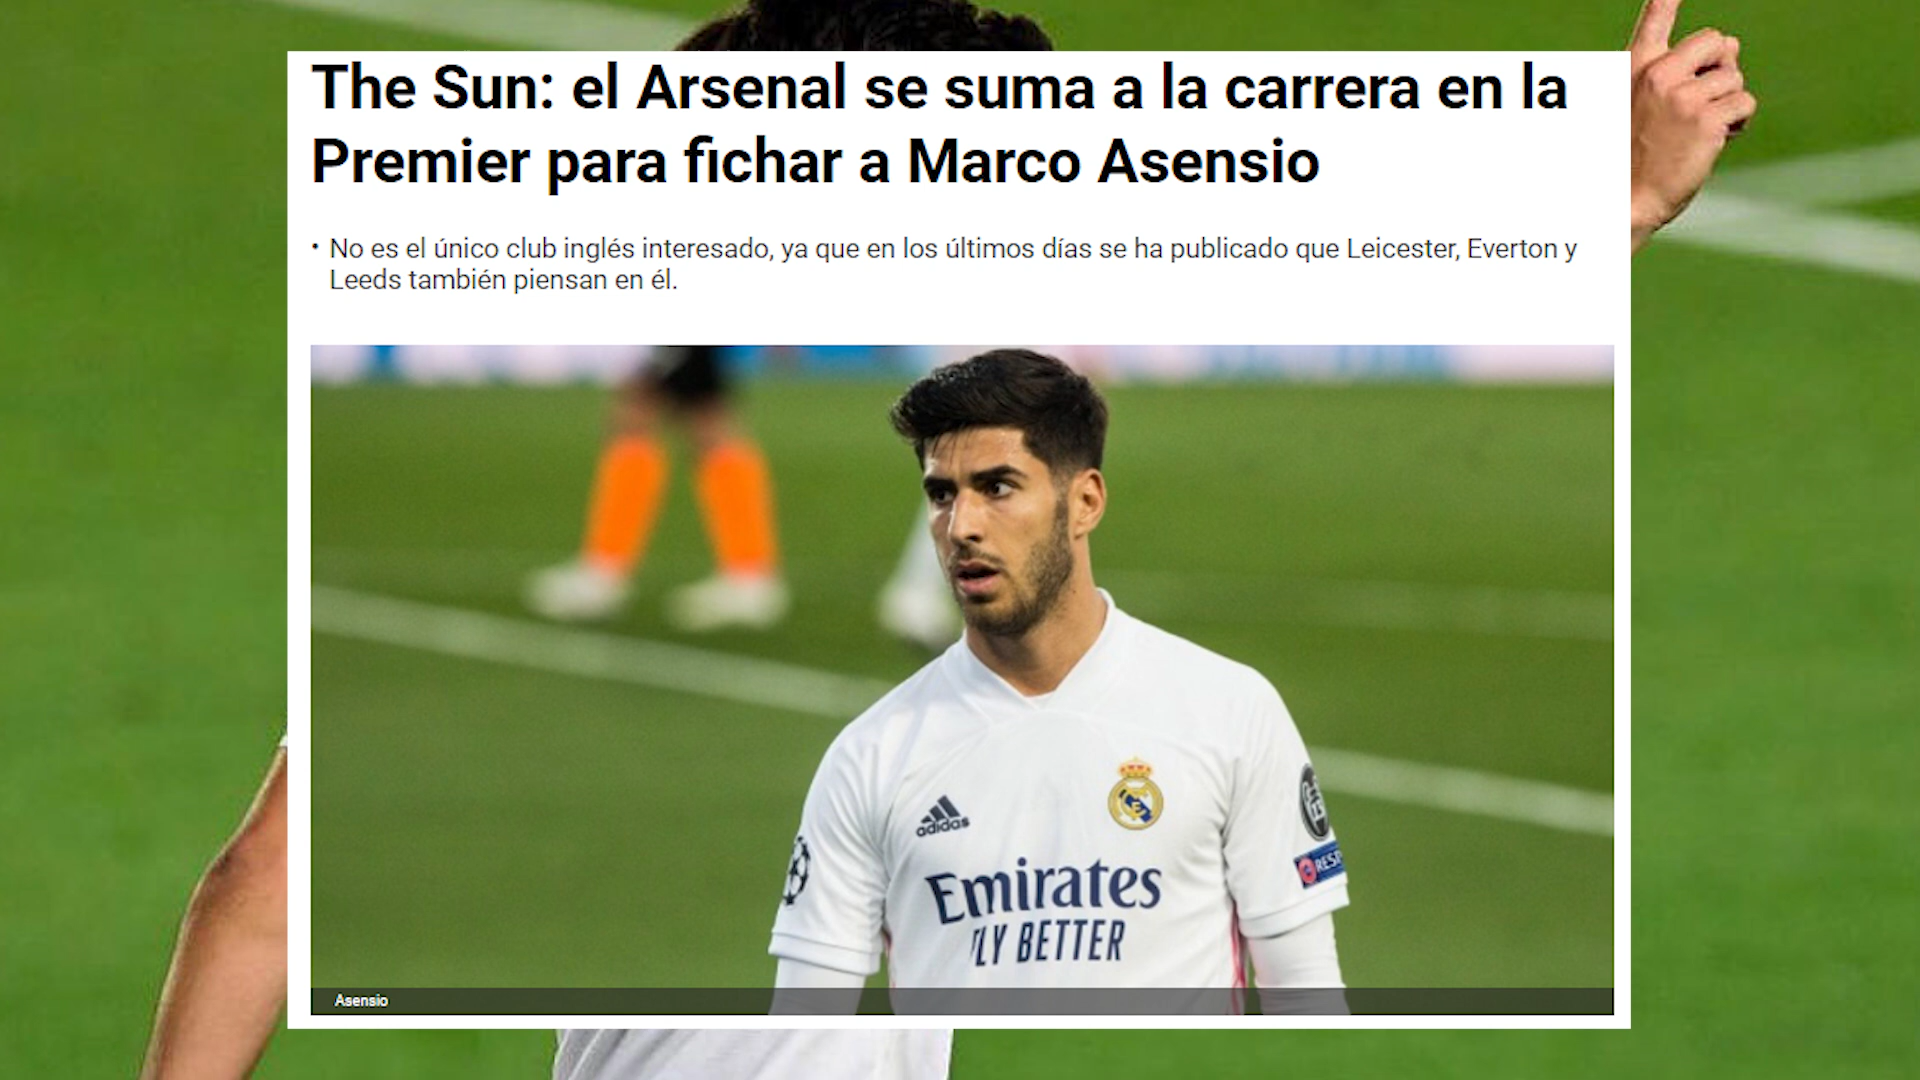 The Sun: el Arsenal se suma a la carrera en la
Premier para fichar a Marco Asensio
• No es el único club inglés interesado, ya que en los últimos días se ha publicado que Leicester, Everton y
Leeds también piensan en él.
adidas
Emirates
FLY BETTER
Asensio